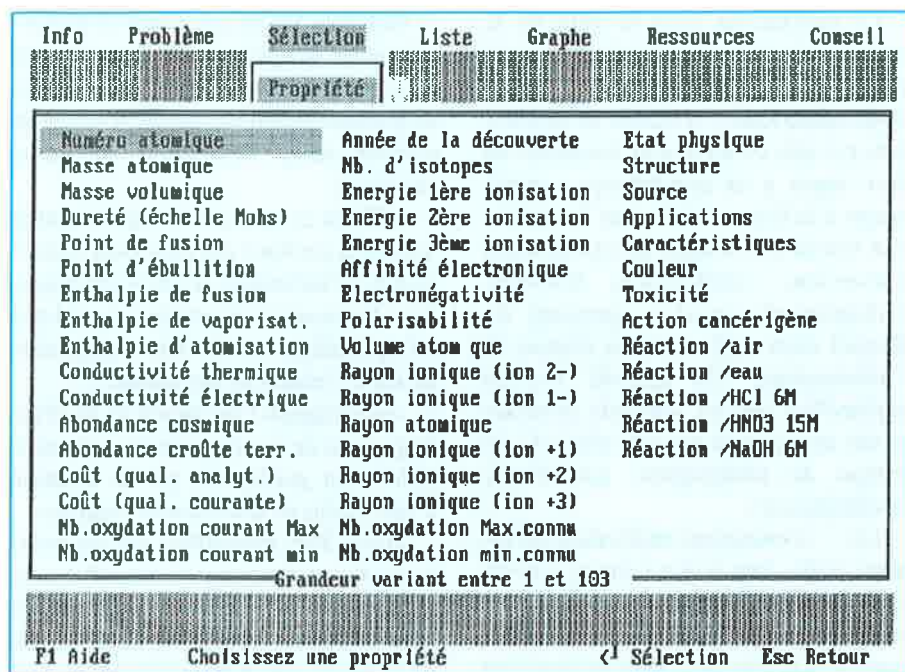 Info Problème Sélection Liste Graphe Ressources Conseil
Propriété
Numéro atomique Année de la découverte Etat physique
Masse atomique Nb. d'isotopes Structure
Masse volumique Energie 1ère ionisation Source
Dureté (échelle Mohs) Energie 2ère ionisation Applications
Point de fusion Energie 3ème ionisation Caractéristiques
Point d'ébullition Affinité électronique Couleur
Enthalpie de fusion Electronégativité Toxicité
Enthalpie de vaporisat. Polarisabilité Action cancérigène
Enthalpie d'atomisation Volume atom que Réaction /air
Conductivité thermique Rayon ionique (ion 2-) Réaction /eau
Conductivité électrique Rayon ionique (ion 1-) Réaction /HCl 6M
Abondance cosmique Rayon atomique Réaction /HNO3 15M
Abondance croûte terr. Rayon ionique (ion +1) Réaction /NaOH 6M
Coût (qual. analyt.) Rayon ionique (ion +2)
Coût (qual. courante) Rayon ionique (ion +3)
Nb.oxydation courant Max Nb.oxydation Max.connu
Nb.oxydation courant min Nb.oxydation min.connu
Grandeur variant entre 1 et 103
F1 Aide Choisissez une propriété <┘ Sélection Esc Retour